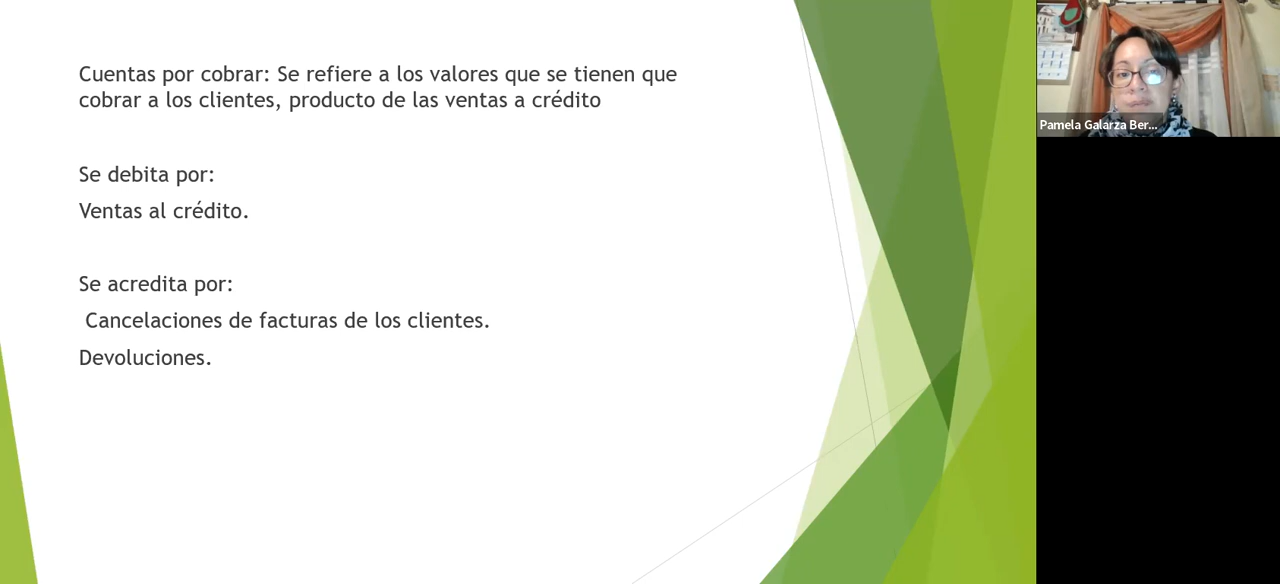 Cuentas por cobrar: Se refiere a los valores que se tienen que
cobrar a los clientes, producto de las ventas a crédito
Se debita por:
Ventas al crédito.
Se acredita por:
Cancelaciones de facturas de los clientes.
Devoluciones.
Pamela Galarza Ber...